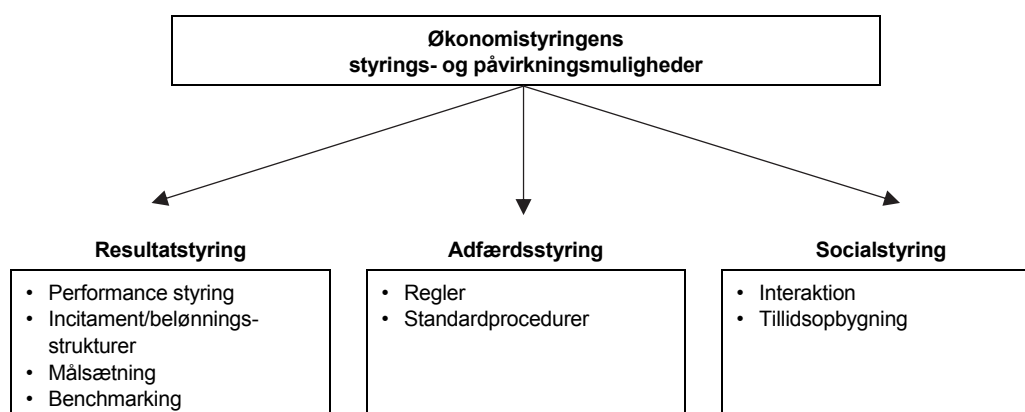 Økonomistyringens
styrings- og påvirkningsmuligheder
Resultatstyring
• Performance styring
• Incitament/belønnings-
strukturer
• Målsætning
• Benchmarking
Adfærdsstyring
• Regler
• Standardprocedurer
Socialstyring
• Interaktion
• Tillidsopbygning